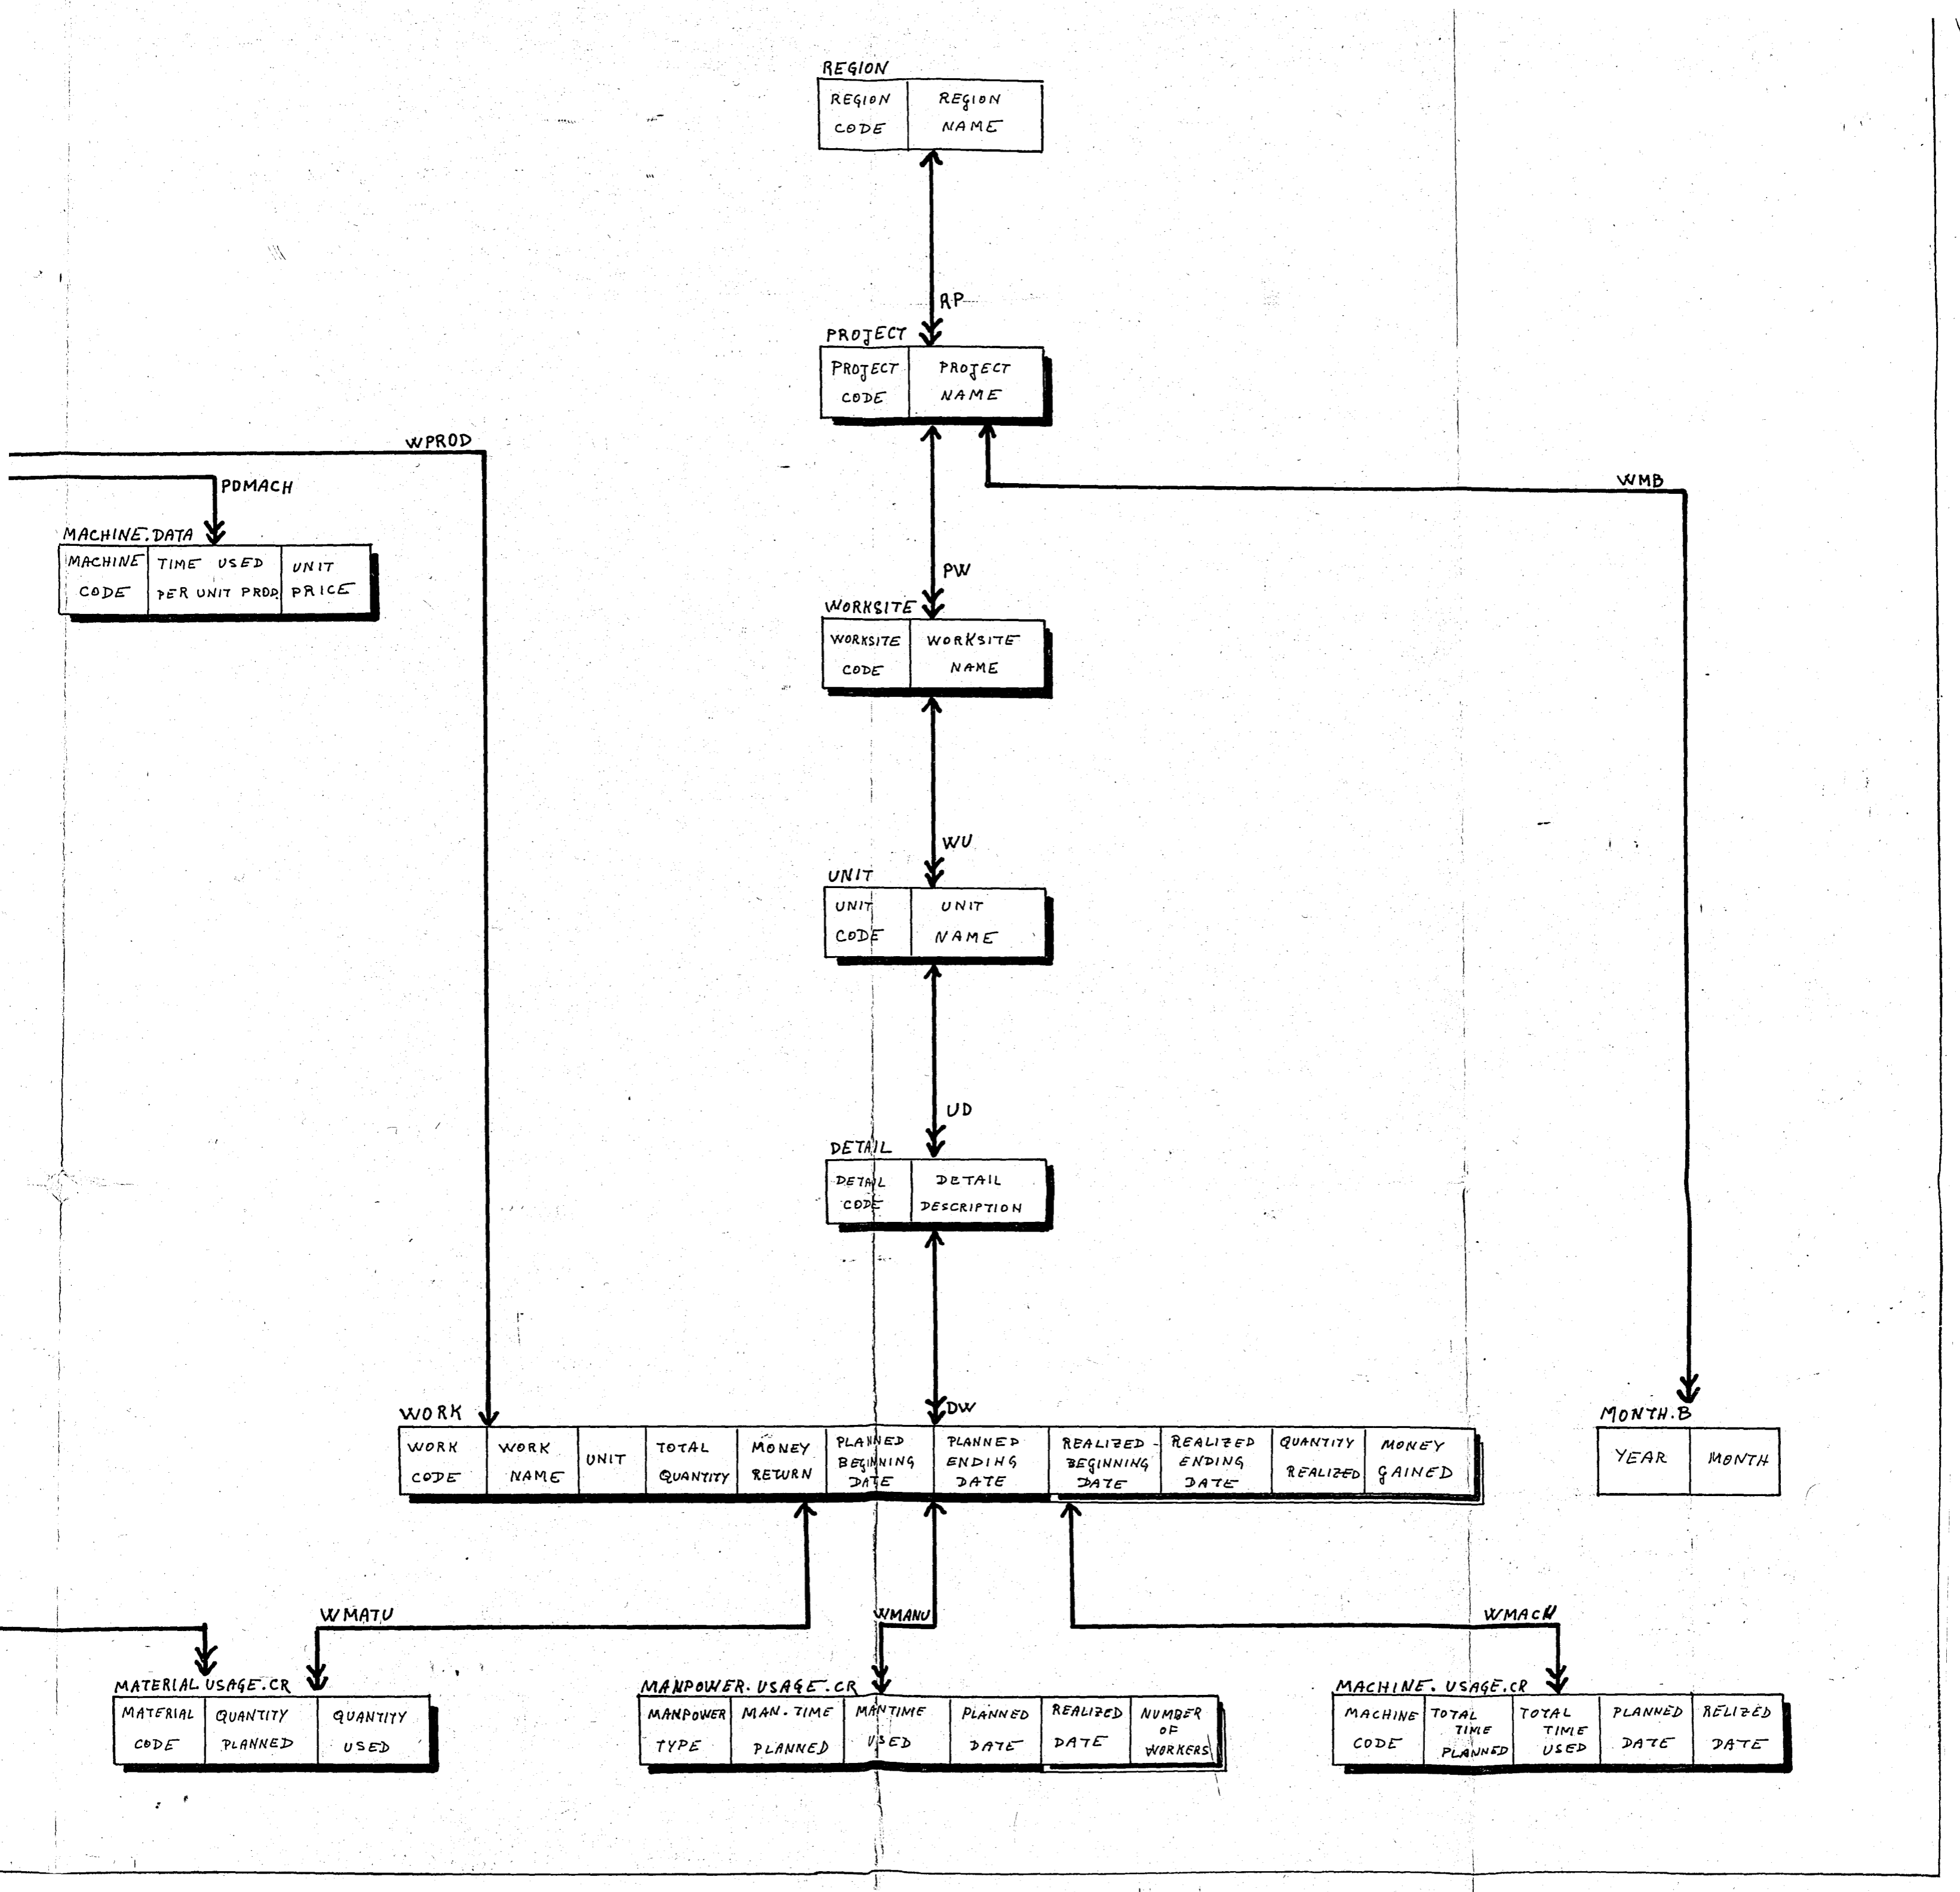 REGION
REGION CODE
REGION NAME
RP
PROJECT
PROJECT CODE
PROJECT NAME
WPROD
PDMACH
WMB
MACHINE.DATA
MACHINE CODE
TIME USED PER UNIT PROD.
UNIT PRICE
PW
WORKSITE
WORKSITE CODE
WORKSITE NAME
WU
UNIT
UNIT CODE
UNIT NAME
UD
DETAIL
DETAIL CODE
DETAIL DESCRIPTION
DW
WORK
WORK CODE
WORK NAME
UNIT
TOTAL QUANTITY
MONEY RETURN
PLANNED BEGINNING DATE
PLANNED ENDING DATE
REALIZED BEGINNING DATE
REALIZED ENDING DATE
QUANTITY REALIZED
MONEY GAINED
MONTH.B
YEAR
MONTH
WMATU
WMANU
WMACH
MATERIAL USAGE.CR
MATERIAL CODE
QUANTITY PLANNED
QUANTITY USED
MANPOWER.USAGE.CR
MANPOWER TYPE
MAN.TIME PLANNED
MANTIME USED
PLANNED DATE
REALIZED DATE
NUMBER OF WORKERS
MACHINE.USAGE.CR
MACHINE CODE
TOTAL TIME PLANNED
TOTAL TIME USED
PLANNED DATE
RELIZED DATE